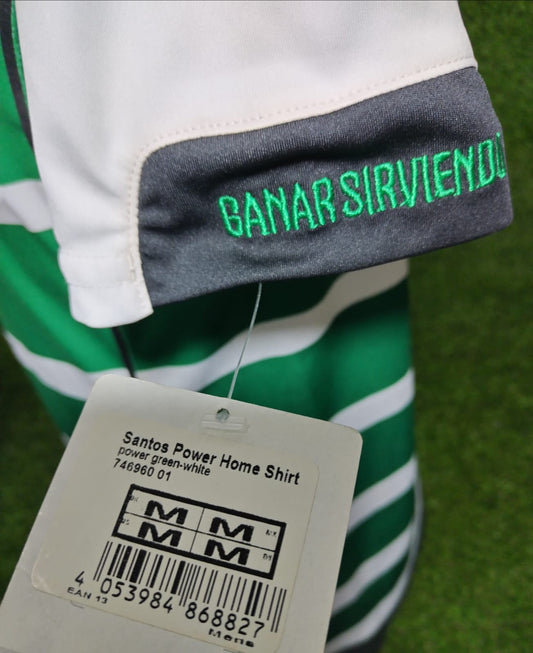 GANAR SIRVIENDO
Santos Power Home Shirt
power green-white
746960 01
M M
M M
4 053984 868827
EAN 13
Mens